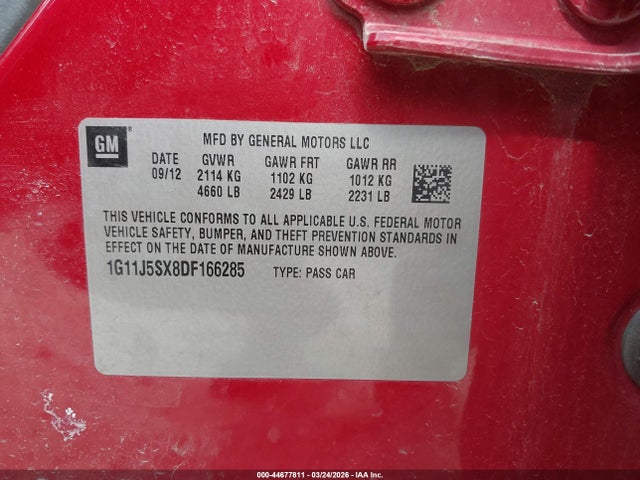 GM®
MFD BY GENERAL MOTORS LLC
DATE GVWR GAWR FRT GAWR RR
09/12 2114 KG 1102 KG 1012 KG
4660 LB 2429 LB 2231 LB
THIS VEHICLE CONFORMS TO ALL APPLICABLE U.S. FEDERAL MOTOR
VEHICLE SAFETY, BUMPER, AND THEFT PREVENTION STANDARDS IN
EFFECT ON THE DATE OF MANUFACTURE SHOWN ABOVE.
1G11J5SX8DF166285 TYPE: PASS CAR
000-44677811 | 03/24/2026 | IAA Inc.